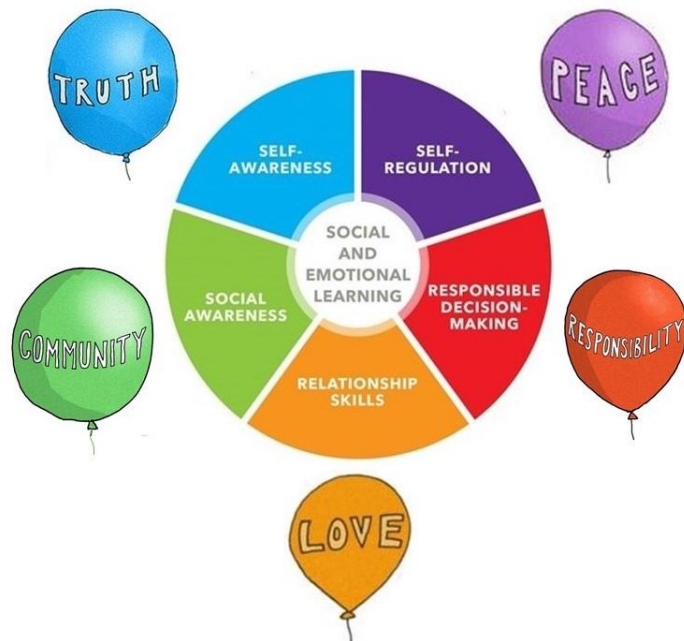 TRUTH
PEACE
SELF-
AWARENESS
SELF-
REGULATION
SOCIAL
AND
EMOTIONAL
LEARNING
SOCIAL
AWARENESS
RESPONSIBLE
DECISION-
MAKING
COMMUNITY
RESPONSIBILITY
RELATIONSHIP
SKILLS
LOVE